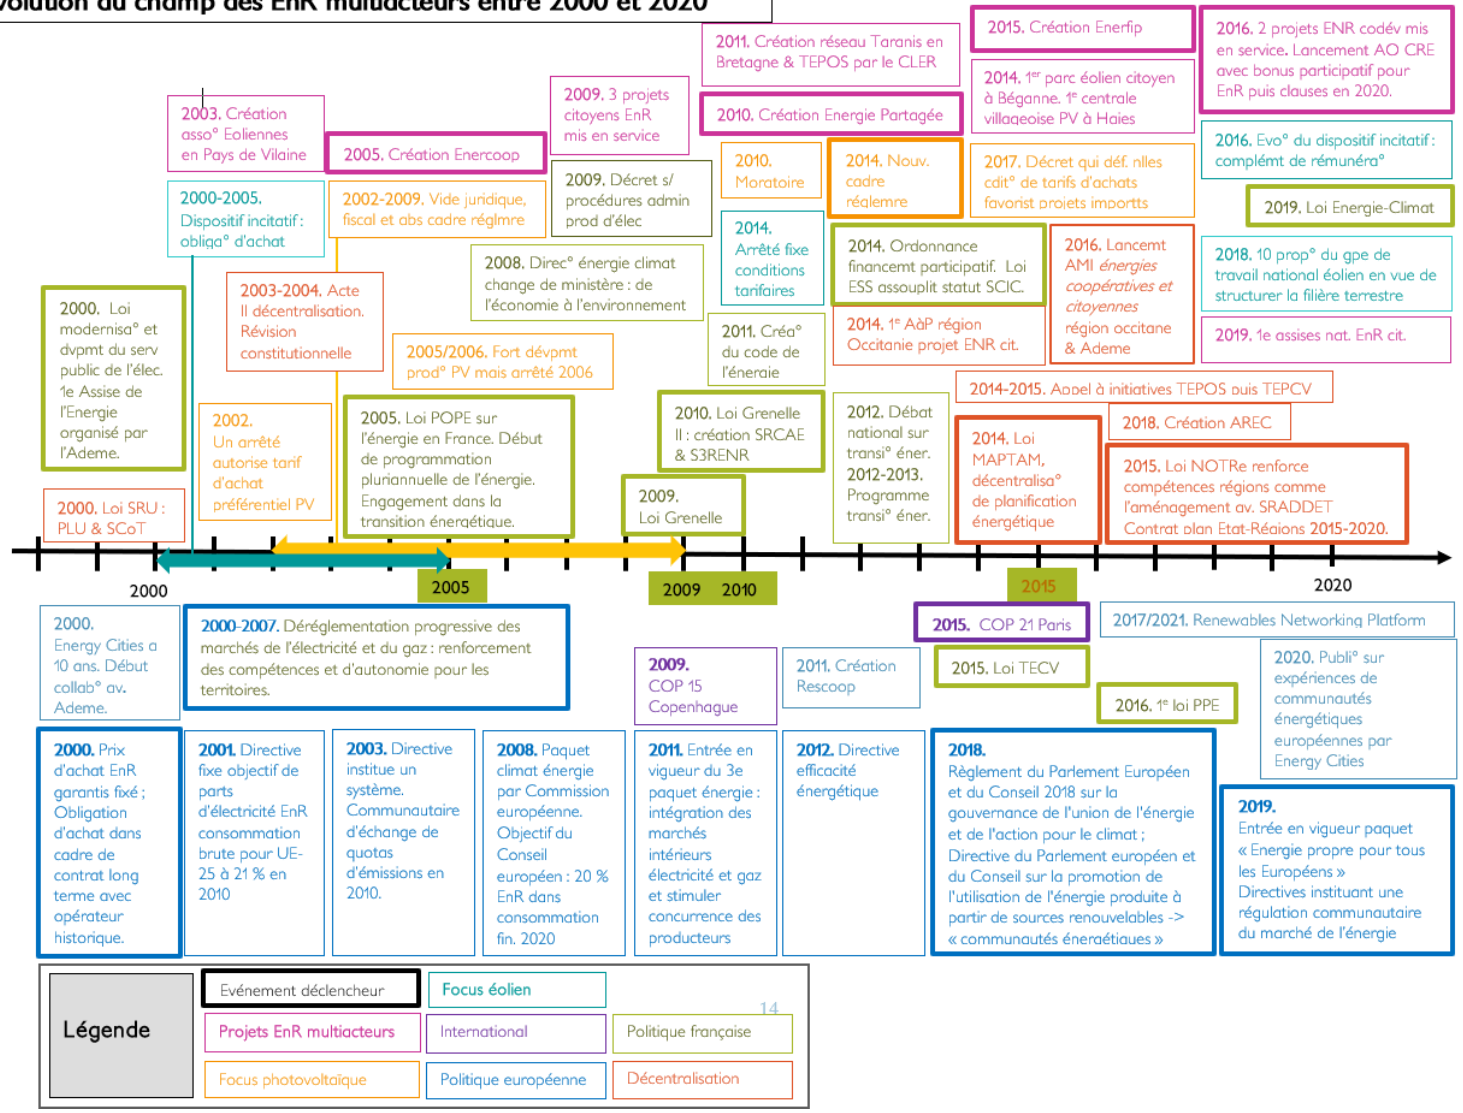 volution du champ des EnR multiacteurs entre 2000 et 2020
2003. Création
asso° Eoliennes
en Pays de Vilaine
2005. Création Enercoop
2009. 3 projets
citoyens EnR
mis en service
2011. Création réseau Taranis en
Bretagne & TEPOS par le CLER
2010. Création Energie Partagée
2015. Création Enerfip
2014. 1er parc éolien citoyen
à Béganne. 1e centrale
villageoise PV à Haies
2016. 2 projets ENR codév mis
en service. Lancement AO CRE
avec bonus participatif pour
EnR puis clauses en 2020.
2000-2005.
Dispositif incitatif :
obliga° d'achat
2002-2009. Vide juridique,
fiscal et abs cadre réglmre
2009. Décret s/
procédures admin
prod d'élec
2010.
Moratoire
2014. Nouv.
cadre
réglemre
2017. Décret qui déf. nlles
cdit° de tarifs d'achats
favorist projets importts
2016. Evo° du dispositif incitatif :
complémt de rémunéra°
2019. Loi Energie-Climat
2000. Loi
modernisa° et
dvpmt du serv
public de l'élec.
1e Assise de
l'Energie
organisé par
l'Ademe.
2003-2004. Acte
II décentralisation.
Révision
constitutionnelle
2008. Direc° énergie climat
change de ministère : de
l'économie à l'environnement
2014.
Arrêté fixe
conditions
tarifaires
2014. Ordonnance
financemt participatif. Loi
ESS assouplit statut SCIC.
2016. Lancemt
AMI énergies
coopératives et
citoyennes
région occitane
& Ademe
2018. 10 prop° du gpe de
travail national éolien en vue de
structurer la filière terrestre
2005/2006. Fort dévpmt
prod° PV mais arrêté 2006
2011. Créa°
du code de
l'énergie
2014. 1e AàP région
Occitanie projet ENR cit.
2019. 1e assises nat. EnR cit.
2014-2015. Appel à initiatives TEPOS puis TEPCV
2002.
Un arrêté
autorise tarif
d'achat
préférentiel PV
2005. Loi POPE sur
l'énergie en France. Début
de programmation
pluriannuelle de l'énergie.
Engagement dans la
transition énergétique.
2010. Loi Grenelle
II : création SRCAE
& S3RENR
2012. Débat
national sur
transi° éner.
2012-2013.
Programme
transi° éner.
2014. Loi
MAPTAM,
décentralisa°
de planification
énergétique
2018. Création AREC
2015. Loi NOTRe renforce
compétences régions comme
l'aménagement av. SRADDET
Contrat plan Etat-Régions 2015-2020.
2000. Loi SRU :
PLU & SCoT
2009.
Loi Grenelle
2000
2005
2009
2010
2015
2020
2000.
Energy Cities a
10 ans. Début
collab° av.
Ademe.
2000-2007. Déréglementation progressive des
marchés de l'électricité et du gaz : renforcement
des compétences et d'autonomie pour les
territoires.
2009.
COP 15
Copenhague
2011. Création
Rescoop
2015. COP 21 Paris
2015. Loi TECV
2017/2021. Renewables Networking Platform
2016. 1e loi PPE
2020. Publi° sur
expériences de
communautés
énergétiques
européennes par
Energy Cities
2000. Prix
d'achat EnR
garantis fixé ;
Obligation
d'achat dans
cadre de
contrat long
terme avec
opérateur
historique.
2001. Directive
fixe objectif de
parts
d'électricité EnR
consommation
brute pour UE-
25 à 21 % en
2010
2003. Directive
institue un
système.
Communautaire
d'échange de
quotas
d'émissions en
2010.
2008. Paquet
climat énergie
par Commission
européenne.
Objectif du
Conseil
européen : 20 %
EnR dans
consommation
fin. 2020
2011. Entrée en
vigueur du 3e
paquet énergie :
intégration des
marchés
intérieurs
électricité et gaz
et stimuler
concurrence des
producteurs
2012. Directive
efficacité
énergétique
2018.
Règlement du Parlement Européen
et du Conseil 2018 sur la
gouvernance de l'union de l'énergie
et de l'action pour le climat ;
Directive du Parlement européen et
du Conseil sur la promotion de
l'utilisation de l'énergie produite à
partir de sources renouvelables ->
« communautés énergétiques »
2019.
Entrée en vigueur paquet
« Energie propre pour tous
les Européens »
Directives instituant une
régulation communautaire
du marché de l'énergie
Légende
Evénement déclencheur
Focus éolien
14
Projets EnR multiacteurs
International
Politique française
Focus photovoltaïque
Politique européenne
Décentralisation